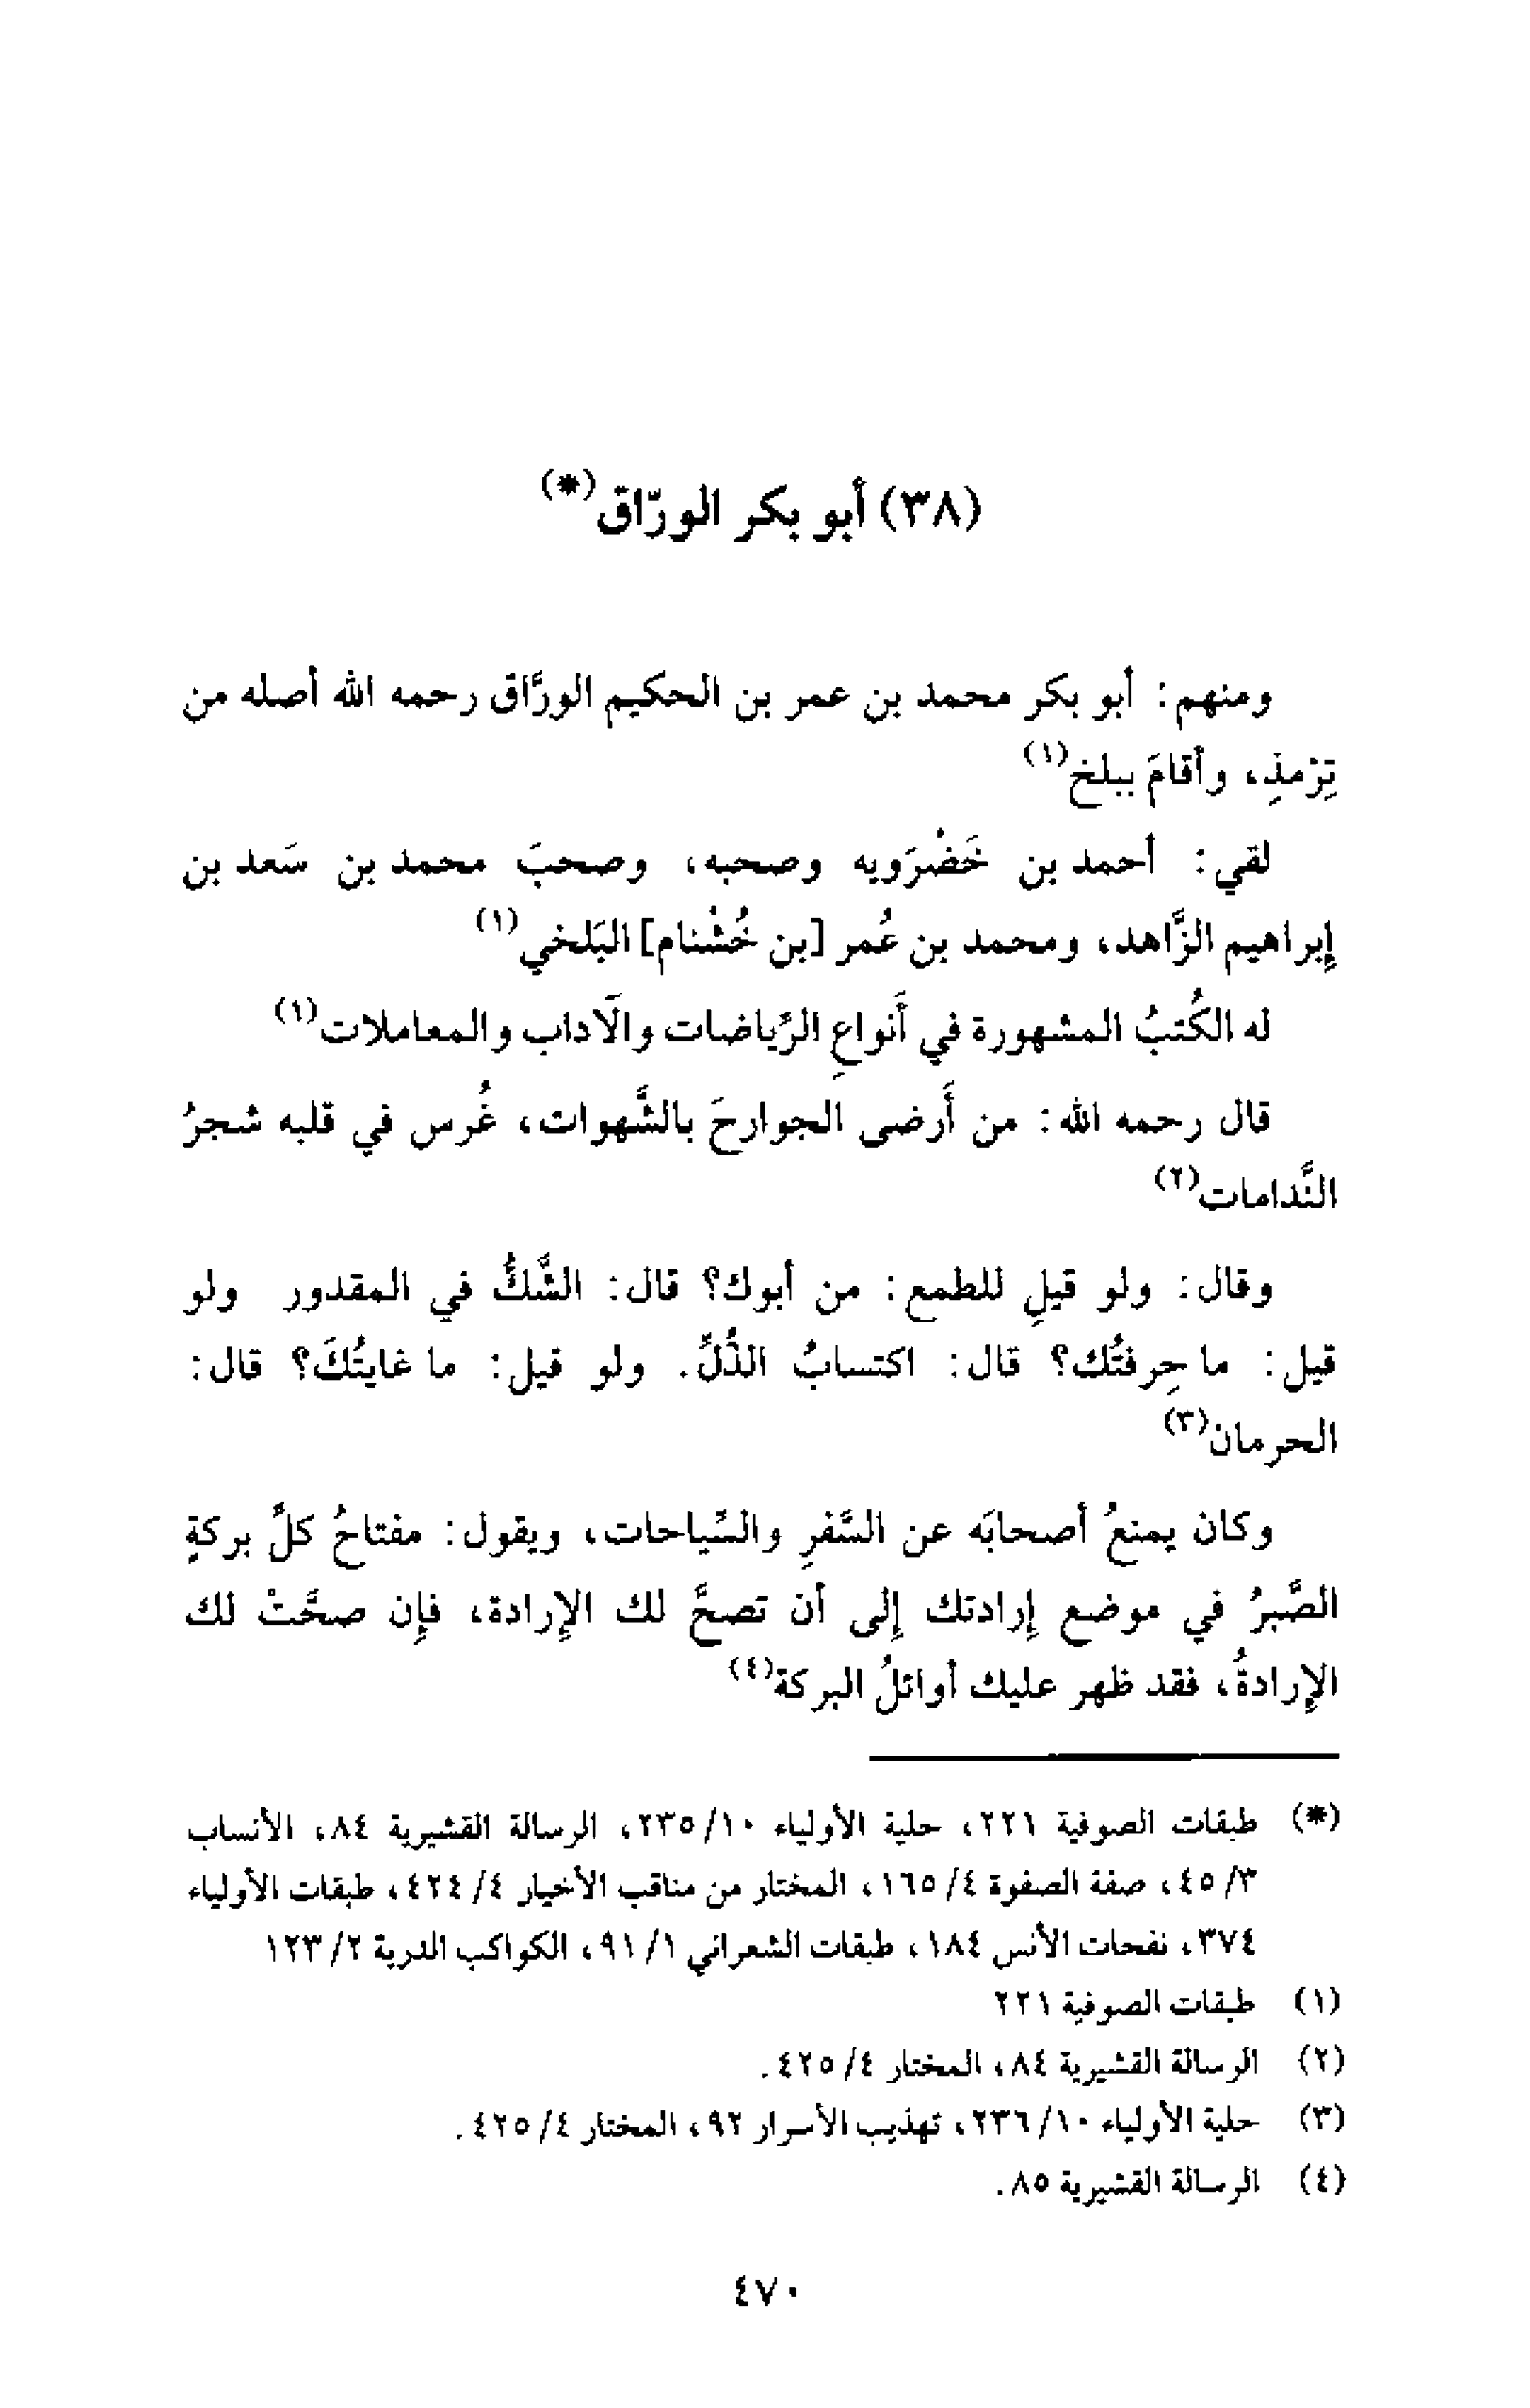 (٣٨) أبو بكر الورّاق(*)
ومنهم: أبو بكر محمد بن عمر بن الحكيم الورَّاق رحمه الله أصله من
تِرْمذِ، وأقامَ ببلخ(١)
لقي: أحمد بن خَضْرَويه وصحبه، وصحبَ محمد بن سَعد بن
إبراهيم الزَّاهد، ومحمد بن عُمر [بن خُشْنام] البَلخي(١)
له الكُتبُ المشهورة في أَنواعِ الرِّياضات والآداب والمعاملات(١)
قال رحمه الله: من أَرضى الجوارحَ بالشَّهوات، غُرس في قلبه شجرُ
النَّدامات(٢)
وقال: ولو قيلِ للطمع: من أبوك؟ قال: الشَّكُّ في المقدور ولو
قيل: ما حِرفتُك؟ قال: اكتسابُ الذُّلِّ. ولو قيل: ما غايتُكَ؟ قال:
الحرمان(٣)
وكان يمنعُ أصحابَه عن السَّفرِ والسِّياحات، ويقول: مفتاحُ كلِّ بركةٍ
الصَّبرُ في موضع إرادتك إلى أن تصحَّ لك الإرادة، فإن صحَّتْ لك
الإرادةُ، فقد ظهر عليك أوائلُ البركة(٤)
(*) طبقات الصوفية ٢٢١، حلية الأولياء ١٠/٢٣٥، الرسالة القشيرية ٨٤، الأنساب
٣/٤٥، صفة الصفوة ٤/١٦٥، المختار من مناقب الأخيار ٤/٤٢٤، طبقات الأولياء
٣٧٤، نفحات الأنس ١٨٤، طبقات الشعراني ١/٩١، الكواكب الدرية ٢/١٢٣
(١) طبقات الصوفية ٢٢١
(٢) الرسالة القشيرية ٨٤، المختار ٤/٤٢٥.
(٣) حلية الأولياء ١٠/٢٣٦، تهذيب الأسرار ٩٢، المختار ٤/٤٢٥.
(٤) الرسالة القشيرية ٨٥.
٤٧٠